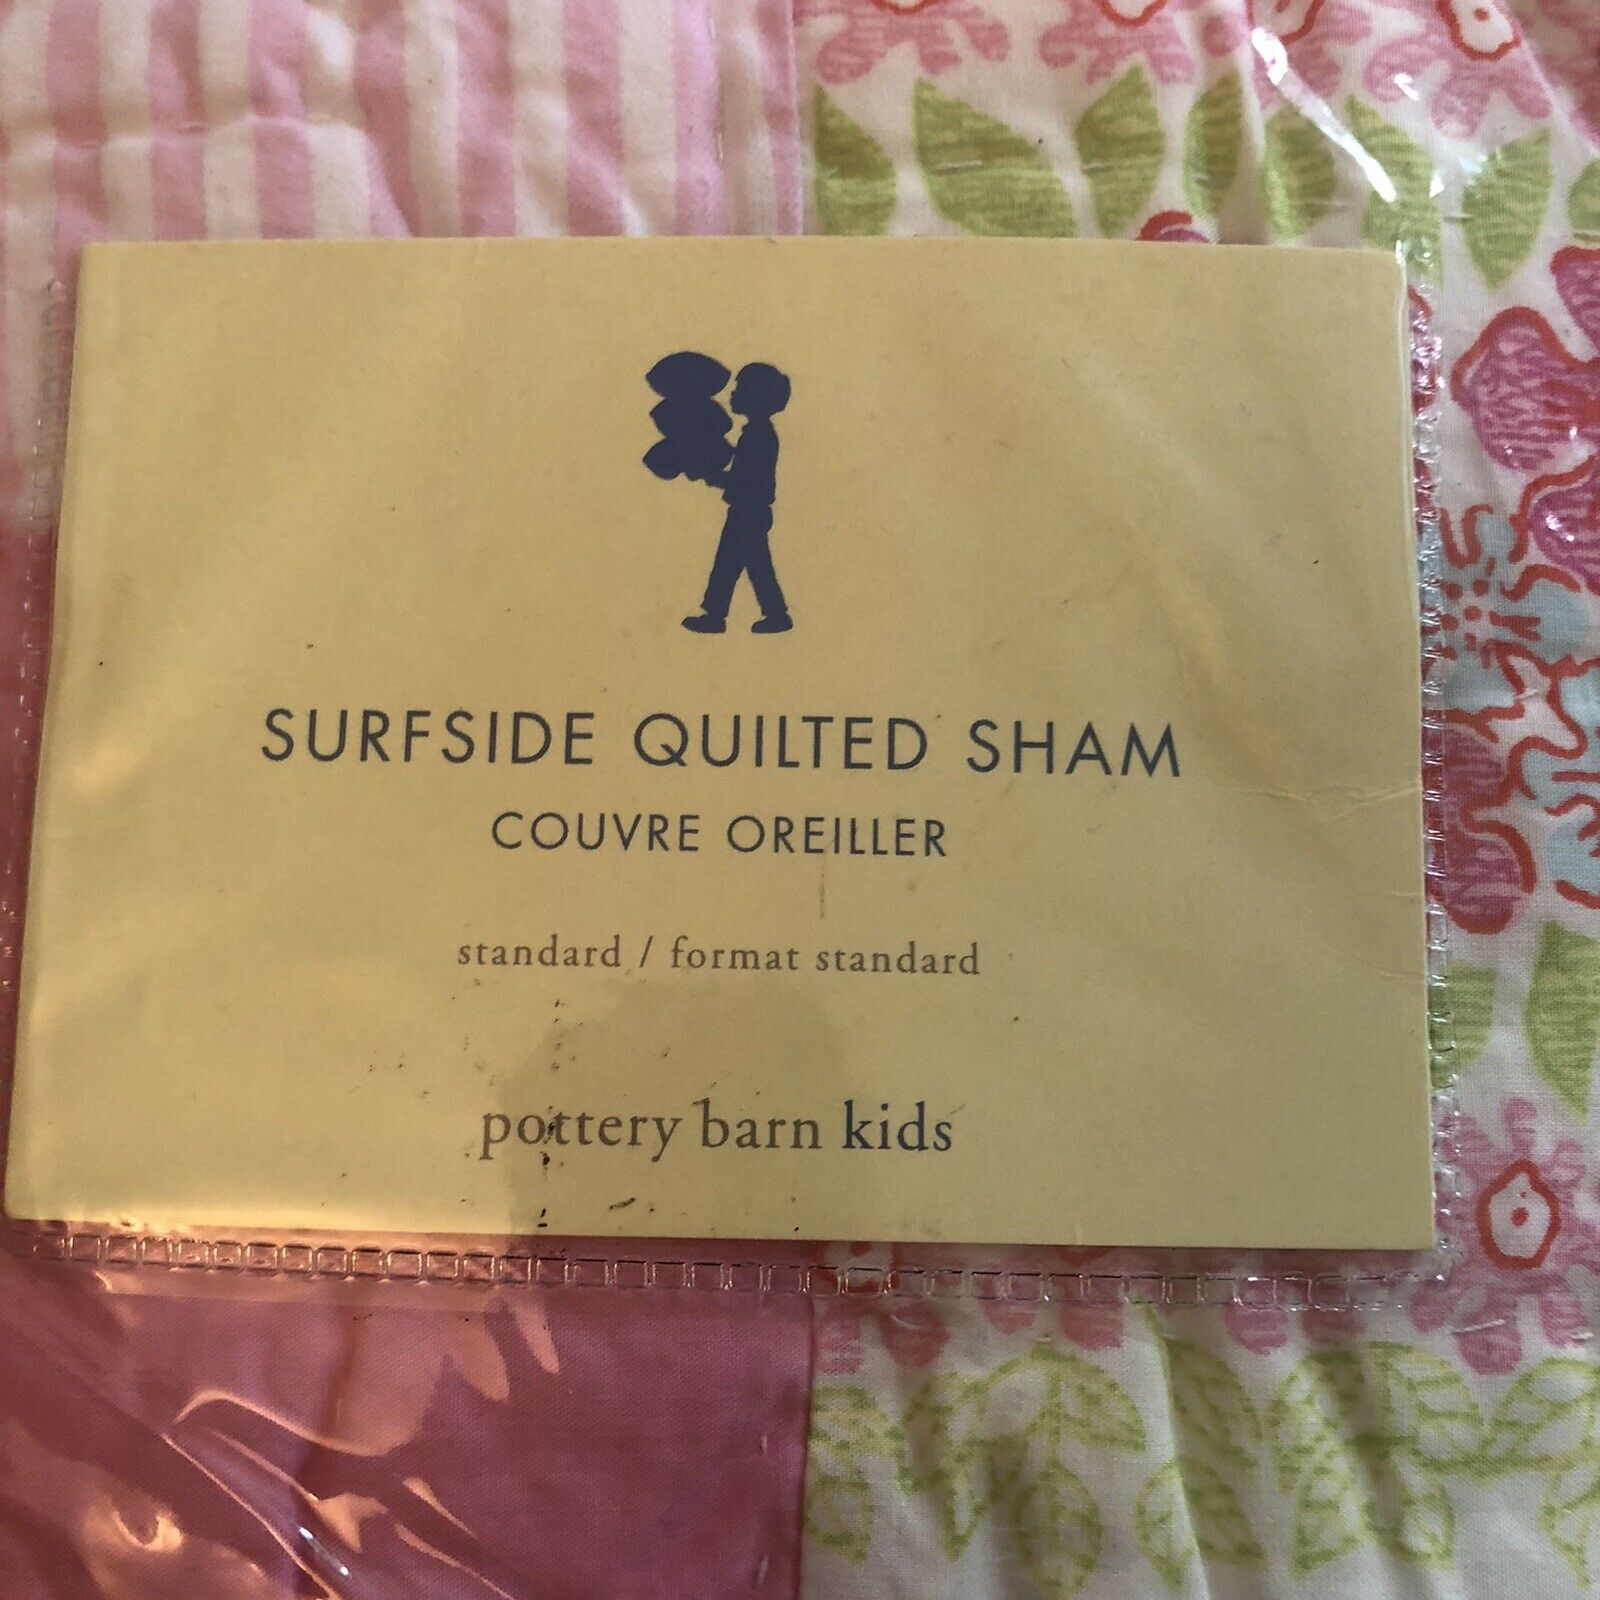 SURFSIDE QUILTED SHAM
COUVRE OREILLER
standard / format standard
pottery barn kids